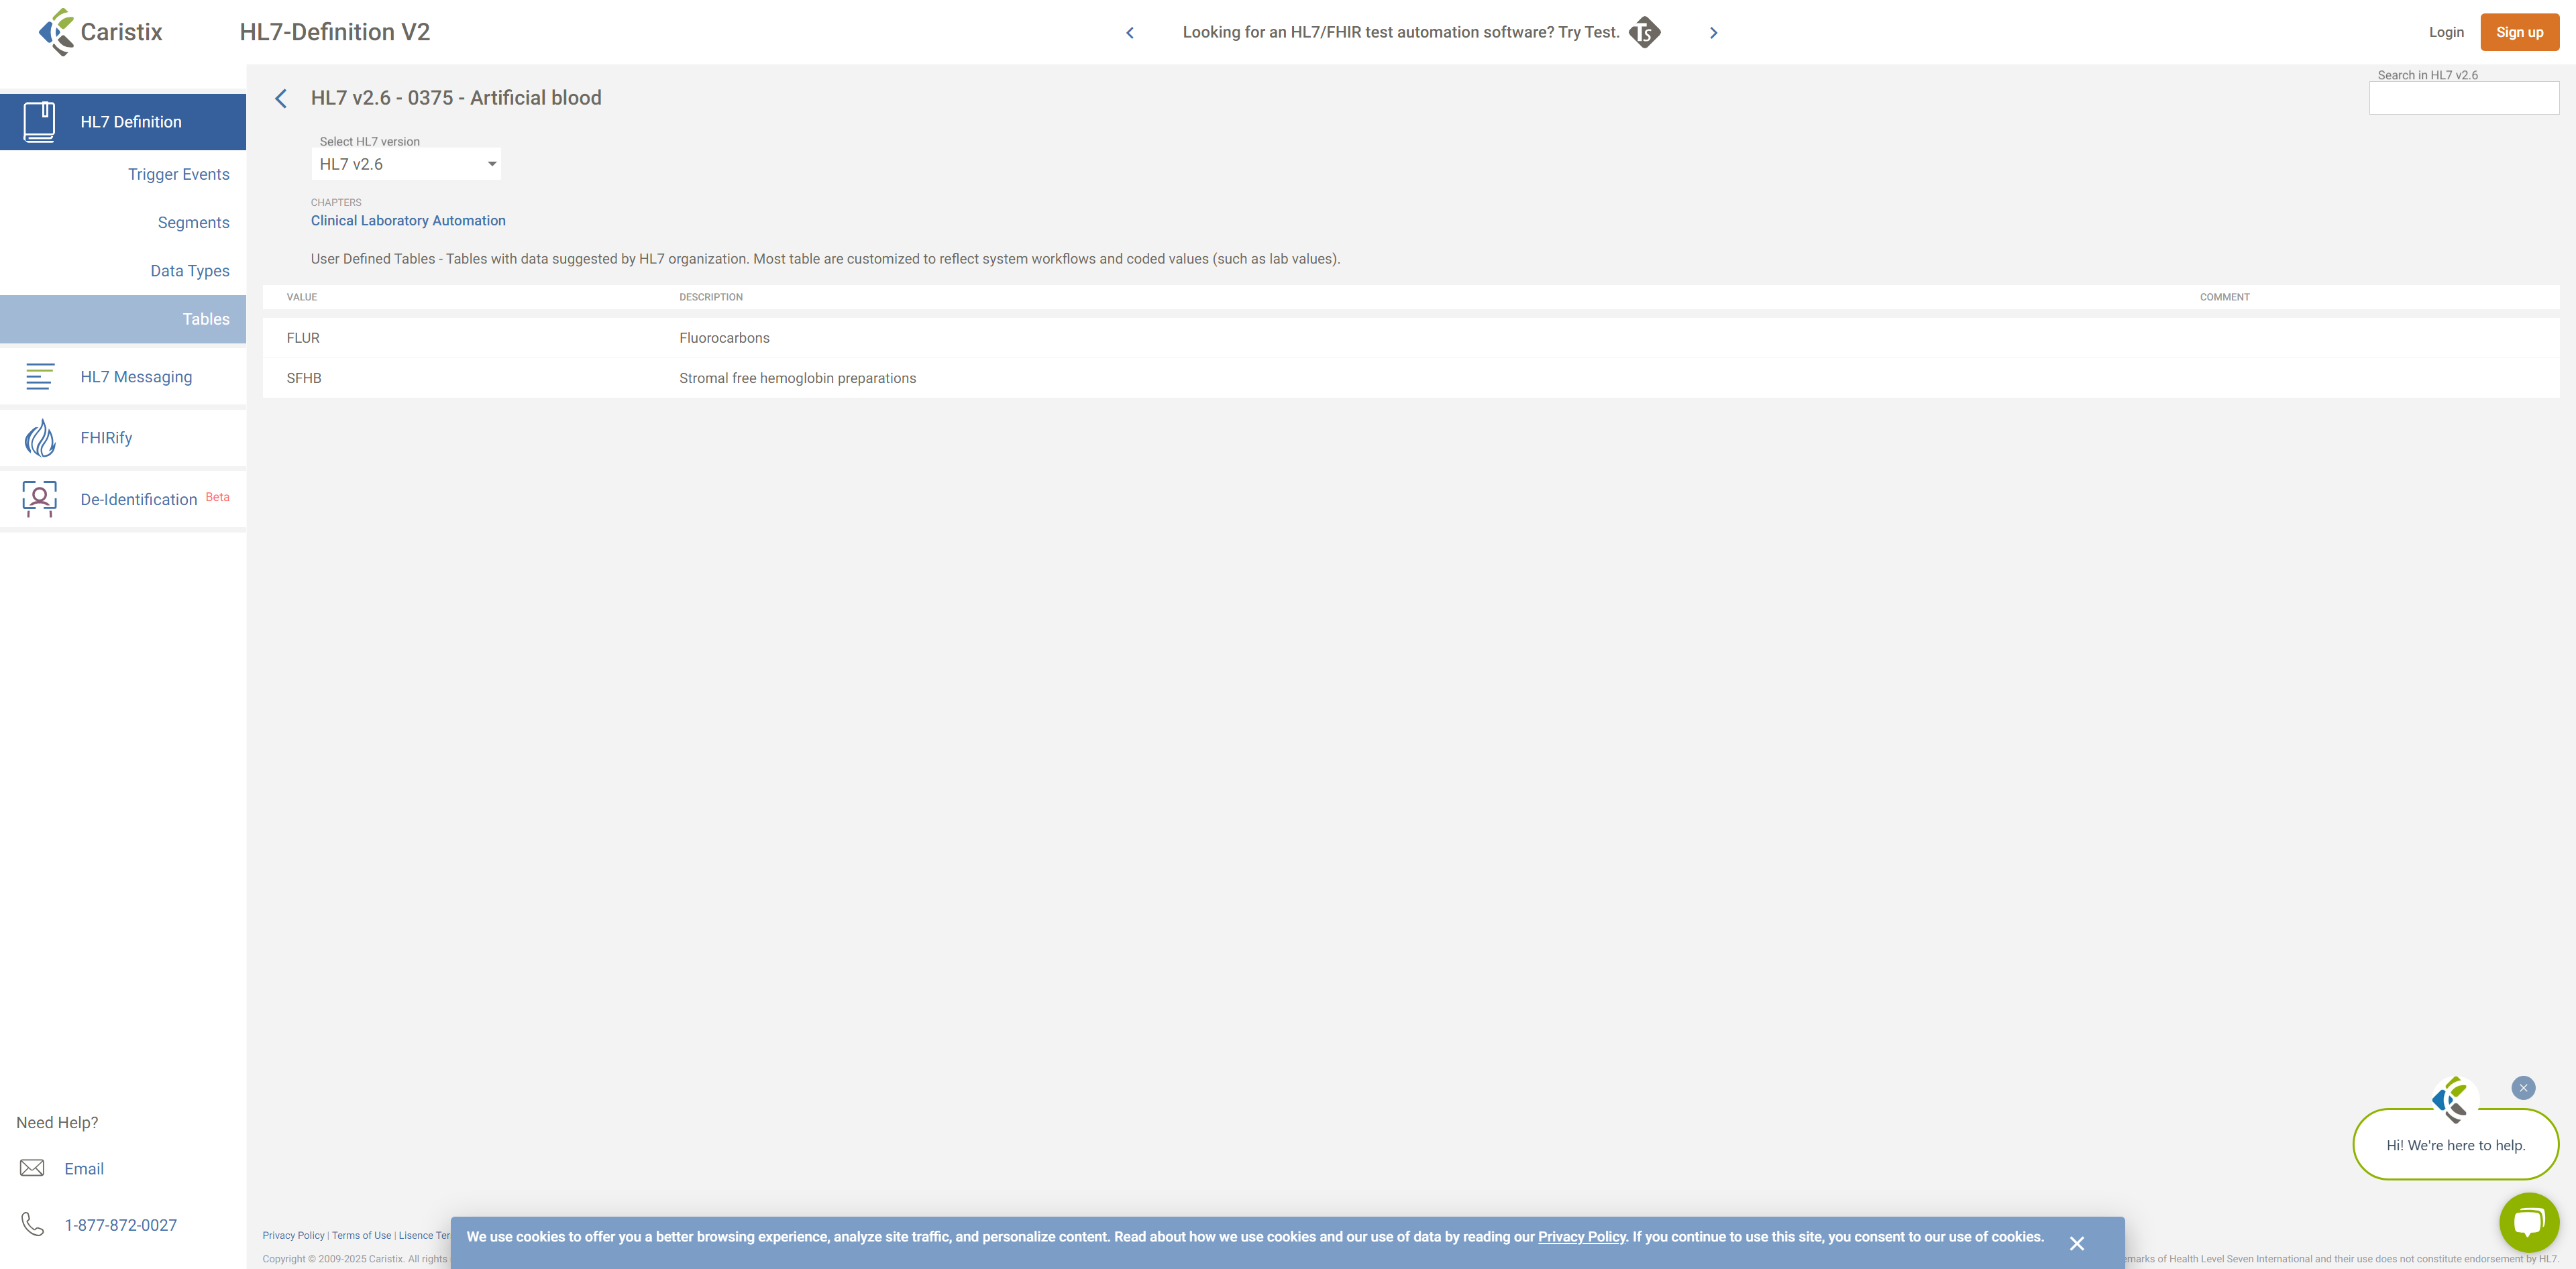 Caristix
HL7-Definition V2
Looking for an HL7/FHIR test automation software? Try Test.
Ts
Login
Sign up
HL7 Definition
Trigger Events
Segments
Data Types
Tables
HL7 Messaging
FHIRify
De-Identification Beta
Need Help?
Email
1-877-872-0027
HL7 v2.6 - 0375 - Artificial blood
Search in HL7 v2.6
Select HL7 version
HL7 v2.6
CHAPTERS
Clinical Laboratory Automation
User Defined Tables - Tables with data suggested by HL7 organization. Most table are customized to reflect system workflows and coded values (such as lab values).
VALUE DESCRIPTION COMMENT
FLUR Fluorocarbons
SFHB Stromal free hemoglobin preparations
Hi! We're here to help.
Privacy Policy | Terms of Use | Lisence Ter
We use cookies to offer you a better browsing experience, analyze site traffic, and personalize content. Read about how we use cookies and our use of data by reading our Privacy Policy. If you continue to use this site, you consent to our use of cookies.
Copyright © 2009-2025 Caristix. All rights
emarks of Health Level Seven International and their use does not constitute endorsement by HL7.